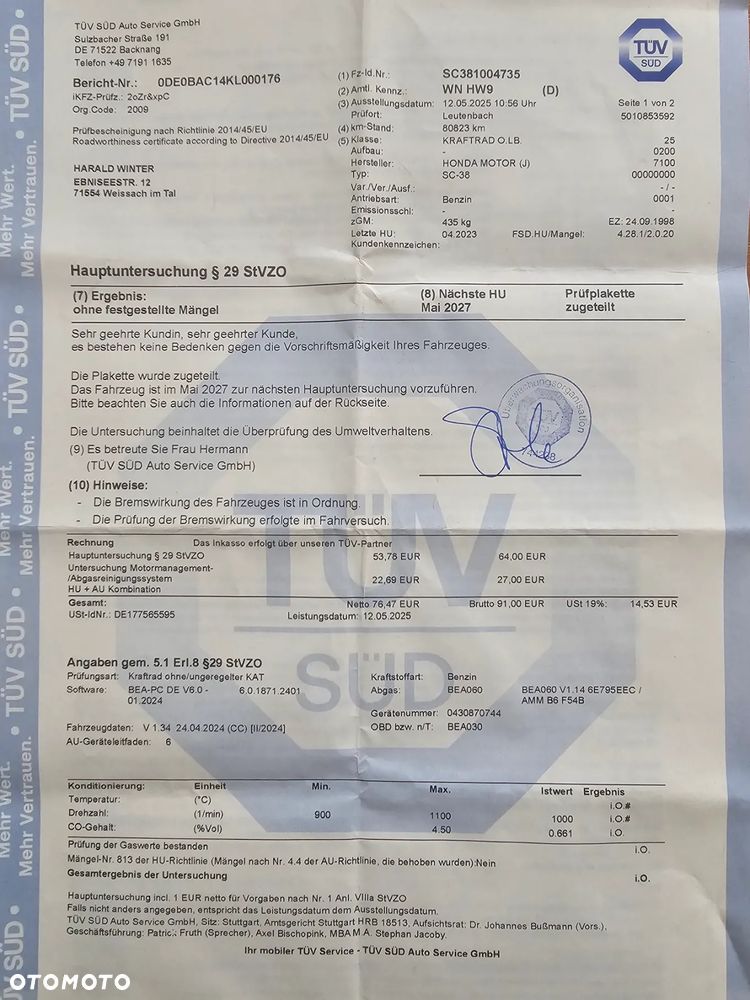 TÜV SÜD Auto Service GmbH
Sulzbacher Straße 191
DE 71522 Backnang
Telefon +49 7191 1635
Bericht-Nr.: 0DE0BAC14KL000176
iKFZ-Prüfz.: 2oZr&xpC
Org.Code: 2009
Prüfbescheinigung nach Richtlinie 2014/45/EU
Roadworthiness certificate according to Directive 2014/45/EU
HARALD WINTER
EBNISEESTR. 12
71554 Weissach im Tal
TÜV
SÜD
(1) Fz-Id.Nr.: SC381004735
(2) Amtl. Kennz.: WN HW9 (D)
(3) Ausstellungsdatum: 12.05.2025 10:56 Uhr Seite 1 von 2
Prüfort: Leutenbach 5010853592
(4) km-Stand: 80823 km
(5) Klasse: KRAFTRAD O.LB. 25
Aufbau: - 0200
Hersteller: HONDA MOTOR (J) 7100
Typ: SC-38 00000000
Var./Ver./Ausf.: - / -
Antriebsart: Benzin 0001
Emissionsschl: - -
zGM: 435 kg EZ: 24.09.1998
Letzte HU: 04.2023 FSD.HU/Mangel: 4.28.1/2.0.20
Kundenkennzeichen:
Hauptuntersuchung § 29 StVZO
(7) Ergebnis: (8) Nächste HU Prüfplakette
ohne festgestellte Mängel Mai 2027 zugeteilt
Sehr geehrte Kundin, sehr geehrter Kunde,
es bestehen keine Bedenken gegen die Vorschriftsmäßigkeit Ihres Fahrzeuges.
Die Plakette wurde zugeteilt.
Das Fahrzeug ist im Mai 2027 zur nächsten Hauptuntersuchung vorzuführen.
Bitte beachten Sie auch die Informationen auf der Rückseite.
Die Untersuchung beinhaltet die Überprüfung des Umweltverhaltens.
(9) Es betreute Sie Frau Hermann
(TÜV SÜD Auto Service GmbH)
Überwachungsorganisation
(10) Hinweise:
- Die Bremswirkung des Fahrzeuges ist in Ordnung.
- Die Prüfung der Bremswirkung erfolgte im Fahrversuch.
Rechnung Das Inkasso erfolgt über unseren TÜV-Partner
Hauptuntersuchung § 29 StVZO 53,78 EUR 64,00 EUR
Untersuchung Motormanagement-
/Abgasreinigungssystem 22,69 EUR 27,00 EUR
HU + AU Kombination
Gesamt: Netto 76,47 EUR Brutto 91,00 EUR USt 19%: 14,53 EUR
USt-IdNr.: DE177565595 Leistungsdatum: 12.05.2025
TÜV
SÜD
Angaben gem. 5.1 Erl.8 §29 StVZO
Prüfungsart: Kraftrad ohne/ungeregelter KAT Kraftstoffart: Benzin
Software: BEA-PC DE V6.0 - 6.0.1871.2401 Abgas: BEA060 BEA060 V1.14 6E795EEC /
01.2024 AMM B6 F54B
Gerätenummer: 0430870744
Fahrzeugdaten: V 1.34 24.04.2024 (CC) [II/2024] OBD bzw. n/T: BEA030
AU-Geräteleitfaden: 6
Konditionierung: Einheit Min. Max. Istwert Ergebnis
Temperatur: (°C) i.O.#
Drehzahl: (1/min) 900 1100 1000 i.O.#
CO-Gehalt: (%Vol) 4.50 0.661 i.O.
Prüfung der Gaswerte bestanden i.O.
Mängel-Nr. 813 der HU-Richtlinie (Mängel nach Nr. 4.4 der AU-Richtlinie, die behoben wurden):Nein
Gesamtergebnis der Untersuchung i.O.
Hauptuntersuchung incl. 1 EUR netto für Vorgaben nach Nr. 1 Anl. VIIIa StVZO
Falls nicht anders angegeben, entspricht das Leistungsdatum dem Ausstellungsdatum.
TÜV SÜD Auto Service GmbH, Sitz: Stuttgart, Amtsgericht Stuttgart HRB 18513, Aufsichtsrat: Dr. Johannes Bußmann (Vors.),
Geschäftsführung: Patrick Fruth (Sprecher), Axel Bischopink, MBA M.A. Stephan Jacoby.
Ihr mobiler TÜV Service - TÜV SÜD Auto Service GmbH
Mehr Wert.
Mehr Vertrauen.
TÜV SÜD
Mehr Wert.
Mehr Vertrauen.
TÜV SÜD
Mehr Wert.
Mehr Vertrauen.
TÜV SÜD
Mehr Wert.
Mehr Vertrauen.
TÜV SÜD
OTOMOTO